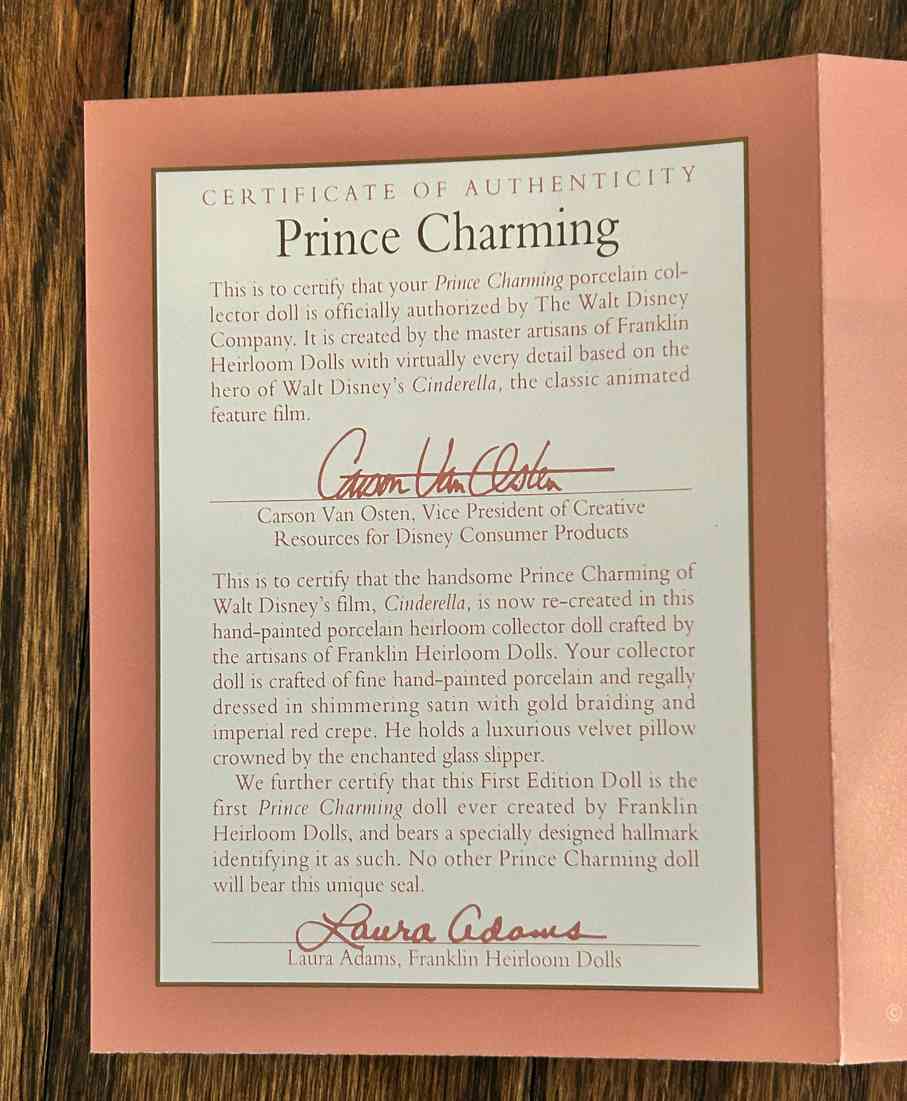 CERTIFICATE OF AUTHENTICITY
Prince Charming
This is to certify that your Prince Charming porcelain col-
lector doll is officially authorized by The Walt Disney
Company. It is created by the master artisans of Franklin
Heirloom Dolls with virtually every detail based on the
hero of Walt Disney's Cinderella, the classic animated
feature film.
Carson Van Osten
Carson Van Osten, Vice President of Creative
Resources for Disney Consumer Products
This is to certify that the handsome Prince Charming of
Walt Disney's film, Cinderella, is now re-created in this
hand-painted porcelain heirloom collector doll crafted by
the artisans of Franklin Heirloom Dolls. Your collector
doll is crafted of fine hand-painted porcelain and regally
dressed in shimmering satin with gold braiding and
imperial red crepe. He holds a luxurious velvet pillow
crowned by the enchanted glass slipper.
We further certify that this First Edition Doll is the
first Prince Charming doll ever created by Franklin
Heirloom Dolls, and bears a specially designed hallmark
identifying it as such. No other Prince Charming doll
will bear this unique seal.
Laura Adams
Laura Adams, Franklin Heirloom Dolls
©